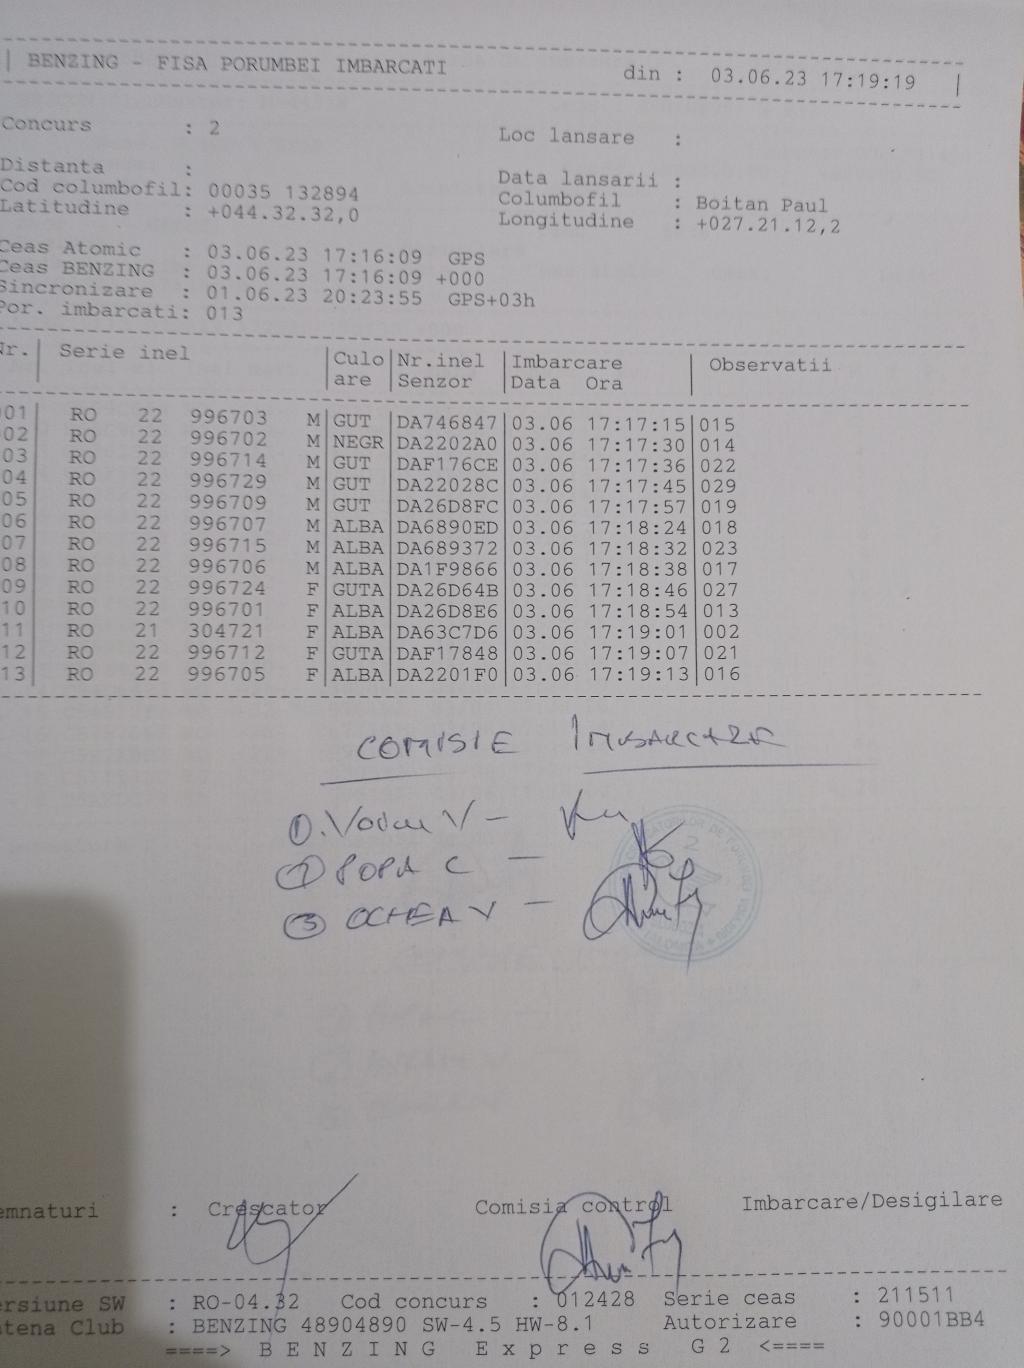 | BENZING - FISA PORUMBEI IMBARCATI din : 03.06.23 17:19:19 |
Concurs : 2 Loc lansare :
Distanta : Data lansarii :
Cod columbofil: 00035 132894 Columbofil : Boitan Paul
Latitudine : +044.32.32,0 Longitudine : +027.21.12,2
Ceas Atomic : 03.06.23 17:16:09 GPS
Ceas BENZING : 03.06.23 17:16:09 +000
Sincronizare : 01.06.23 20:23:55 GPS+03h
Por. imbarcati: 013
Nr.| Serie inel |Culo|Nr.inel |Imbarcare | Observatii
|are |Senzor |Data Ora |
001| RO 22 996703 M|GUT |DA746847|03.06 17:17:15|015
02| RO 22 996702 M|NEGR|DA2202A0|03.06 17:17:30|014
03| RO 22 996714 M|GUT |DAF176CE|03.06 17:17:36|022
04| RO 22 996729 M|GUT |DA22028C|03.06 17:17:45|029
05| RO 22 996709 M|GUT |DA26D8FC|03.06 17:17:57|019
06| RO 22 996707 M|ALBA|DA6890ED|03.06 17:18:24|018
07| RO 22 996715 M|ALBA|DA689372|03.06 17:18:32|023
08| RO 22 996706 M|ALBA|DA1F9866|03.06 17:18:38|017
09| RO 22 996724 F|GUTA|DA26D64B|03.06 17:18:46|027
10| RO 22 996701 F|ALBA|DA26D8E6|03.06 17:18:54|013
11| RO 21 304721 F|ALBA|DA63C7D6|03.06 17:19:01|002
12| RO 22 996712 F|GUTA|DAF17848|03.06 17:19:07|021
13| RO 22 996705 F|ALBA|DA2201F0|03.06 17:19:13|016
COMISIE IMBARCARE
1. V -
2 POPA C -
3 OCHEA V -
emnaturi : Crescator Comisia control Imbarcare/Desigilare
ersiune SW : RO-04.32 Cod concurs : 012428 Serie ceas : 211511
ntena Club : BENZING 48904890 SW-4.5 HW-8.1 Autorizare : 90001BB4
====> B E N Z I N G E x p r e s s G 2 <====